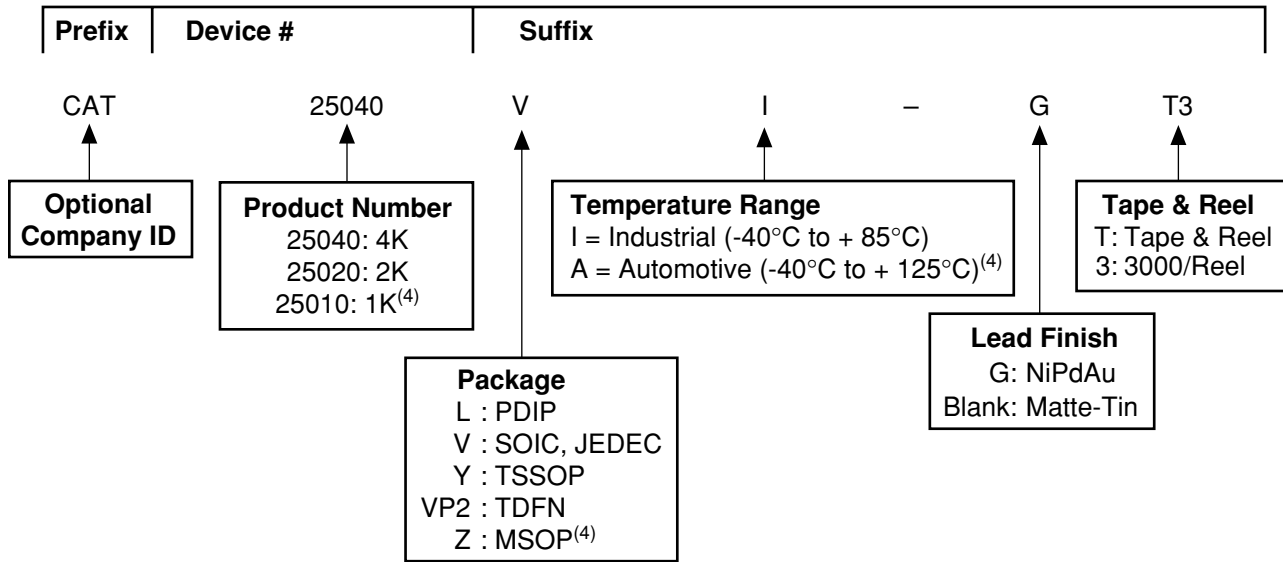 Prefix Device # Suffix
CAT 25040 V I – G T3
Optional
Company ID
Product Number
25040: 4K
25020: 2K
25010: 1K(4)
Temperature Range
I = Industrial (-40°C to + 85°C)
A = Automotive (-40°C to + 125°C)(4)
Tape & Reel
T: Tape & Reel
3: 3000/Reel
Lead Finish
G: NiPdAu
Blank: Matte-Tin
Package
L : PDIP
V : SOIC, JEDEC
Y : TSSOP
VP2 : TDFN
Z : MSOP(4)